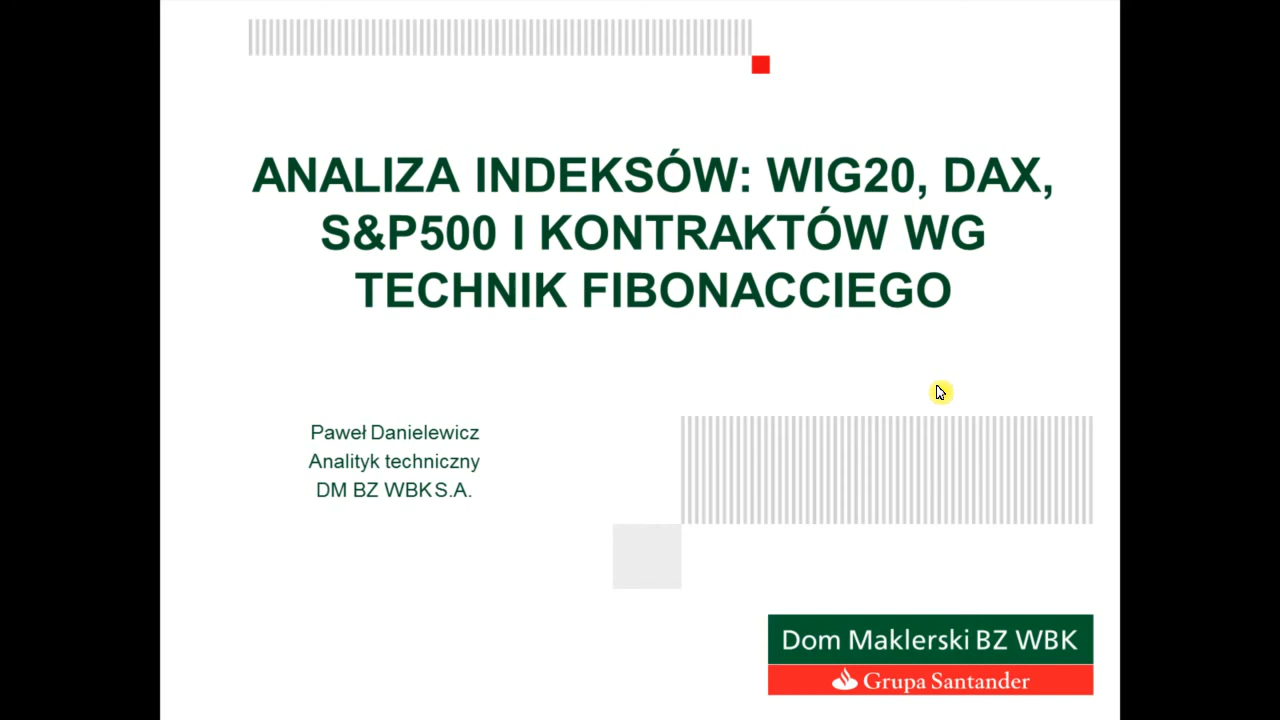 ANALIZA INDEKSÓW: WIG20, DAX,
S&P500 I KONTRAKTÓW WG
TECHNIK FIBONACCIEGO
Paweł Danielewicz
Analityk techniczny
DM BZ WBK S.A.
Dom Maklerski BZ WBK
Grupa Santander